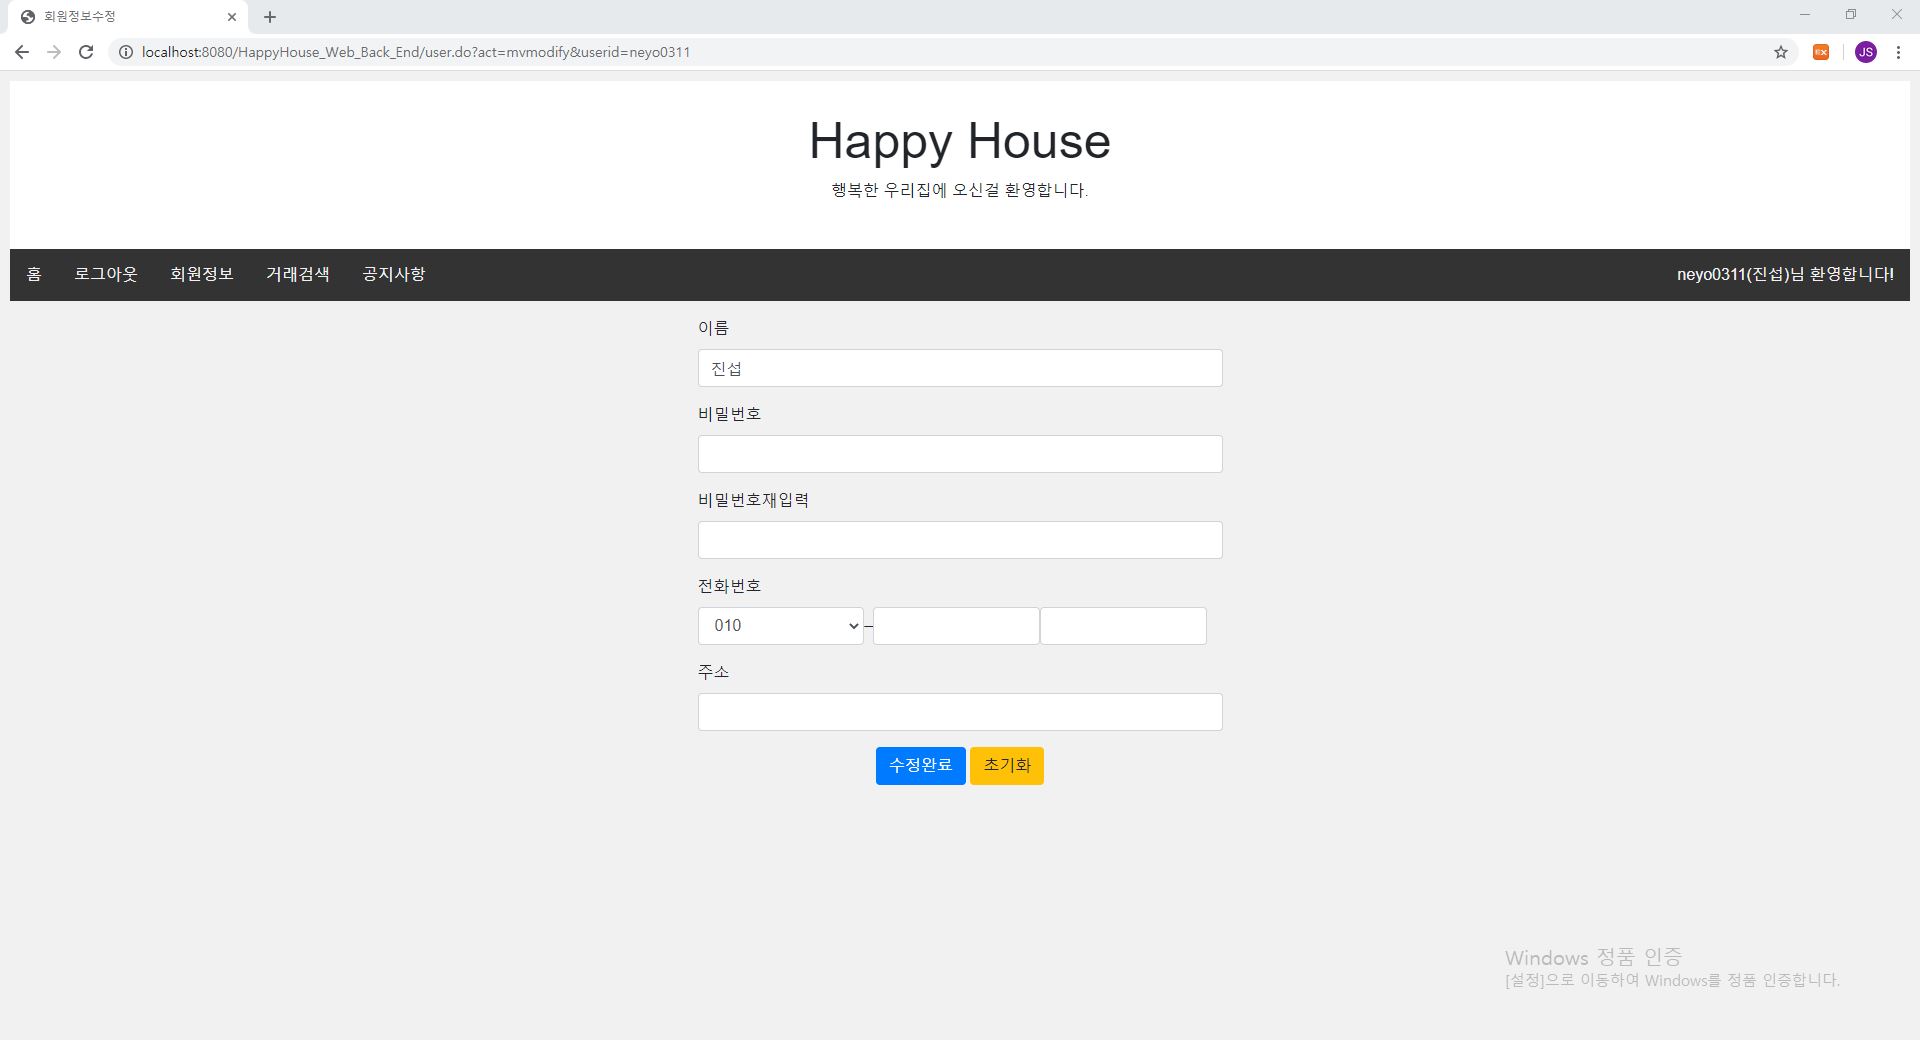 회원정보수정
localhost:8080/HappyHouse_Web_Back_End/user.do?act=mvmodify&userid=neyo0311
JS
Happy House
행복한 우리집에 오신걸 환영합니다.
홈 로그아웃 회원정보 거래검색 공지사항 neyo0311(진섭)님 환영합니다!
이름
진섭
비밀번호
비밀번호재입력
전화번호
010 –
주소
수정완료 초기화
Windows 정품 인증
[설정]으로 이동하여 Windows를 정품 인증합니다.